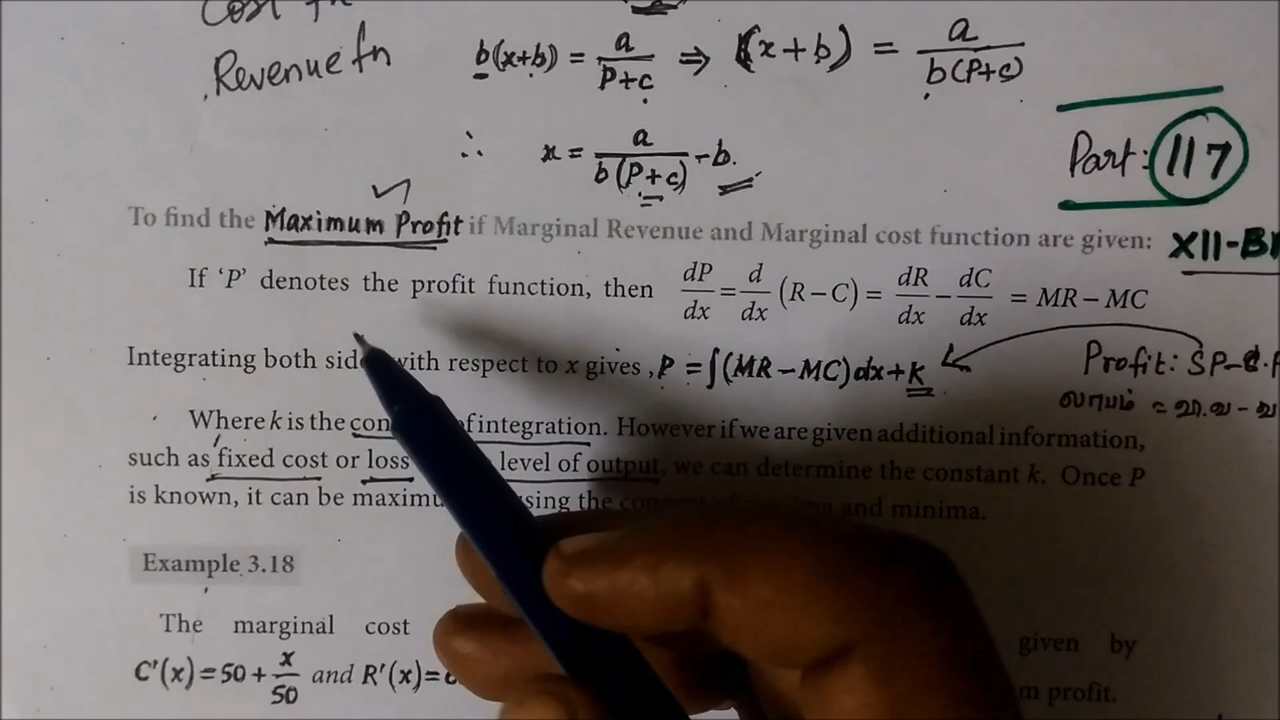 Revenue fn
b(x+b) = a/(P+c) ⇒ (x+b) = a/(b(P+c))
∴ x = a/(b(P+c)) - b.
Part: 117
To find the Maximum Profit if Marginal Revenue and Marginal cost function are given:
XII-B
If 'P' denotes the profit function, then dP/dx = d/dx (R−C) = dR/dx − dC/dx = MR − MC
Integrating both with respect to x gives, P = ∫(MR − MC)dx + K
Profit: SP-
லாபம் =
Where k is the of integration. However if we are given additional information,
such as fixed cost or loss level of output, we can determine the constant k. Once P
is known, it can be using the and minima.
Example 3.18
The marginal cost given by
C′(x) = 50 + x/50 and R′(x) =
profit.